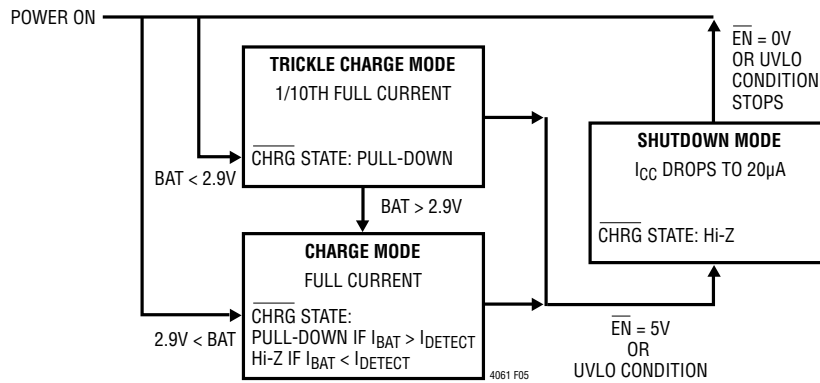 POWER ON
TRICKLE CHARGE MODE
1/10TH FULL CURRENT
CHRG STATE: PULL-DOWN
BAT < 2.9V
BAT > 2.9V
CHARGE MODE
FULL CURRENT
CHRG STATE:
PULL-DOWN IF IBAT > IDETECT
Hi-Z IF IBAT < IDETECT
2.9V < BAT
4061 F05
EN = 0V
OR UVLO
CONDITION
STOPS
SHUTDOWN MODE
ICC DROPS TO 20µA
CHRG STATE: Hi-Z
EN = 5V
OR
UVLO CONDITION